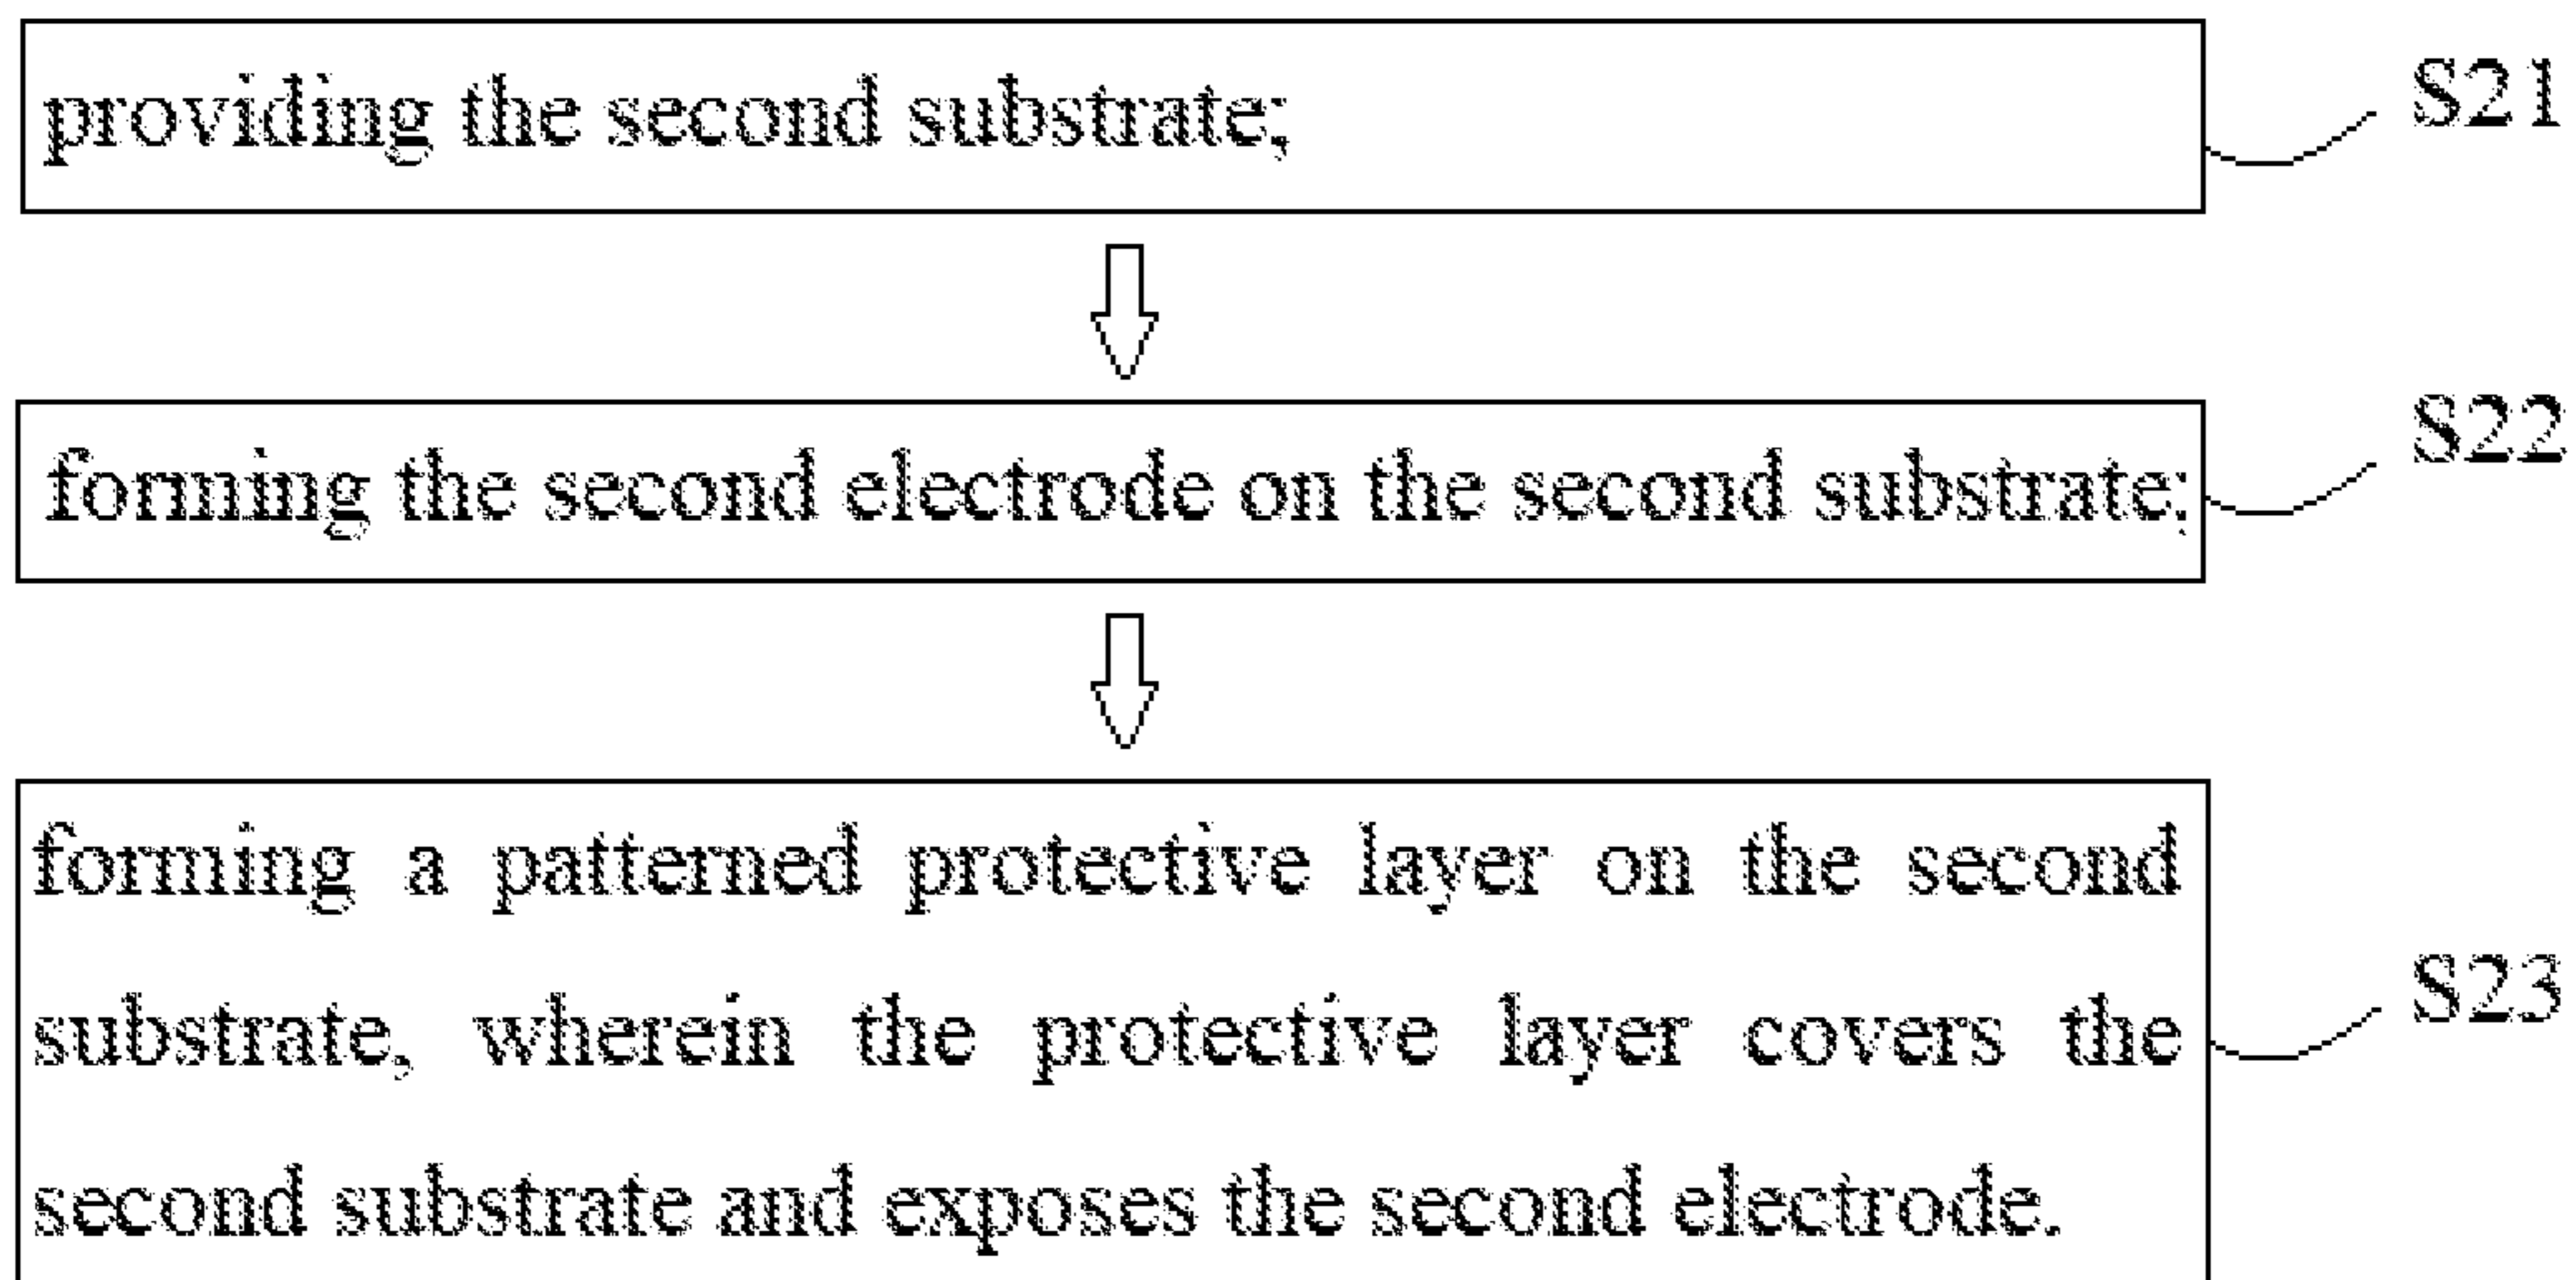 providing the second substrate;
S21
forming the second electrode on the second substrate;
S22
forming a patterned protective layer on the second
substrate, wherein the protective layer covers the
second substrate and exposes the second electrode.
S23